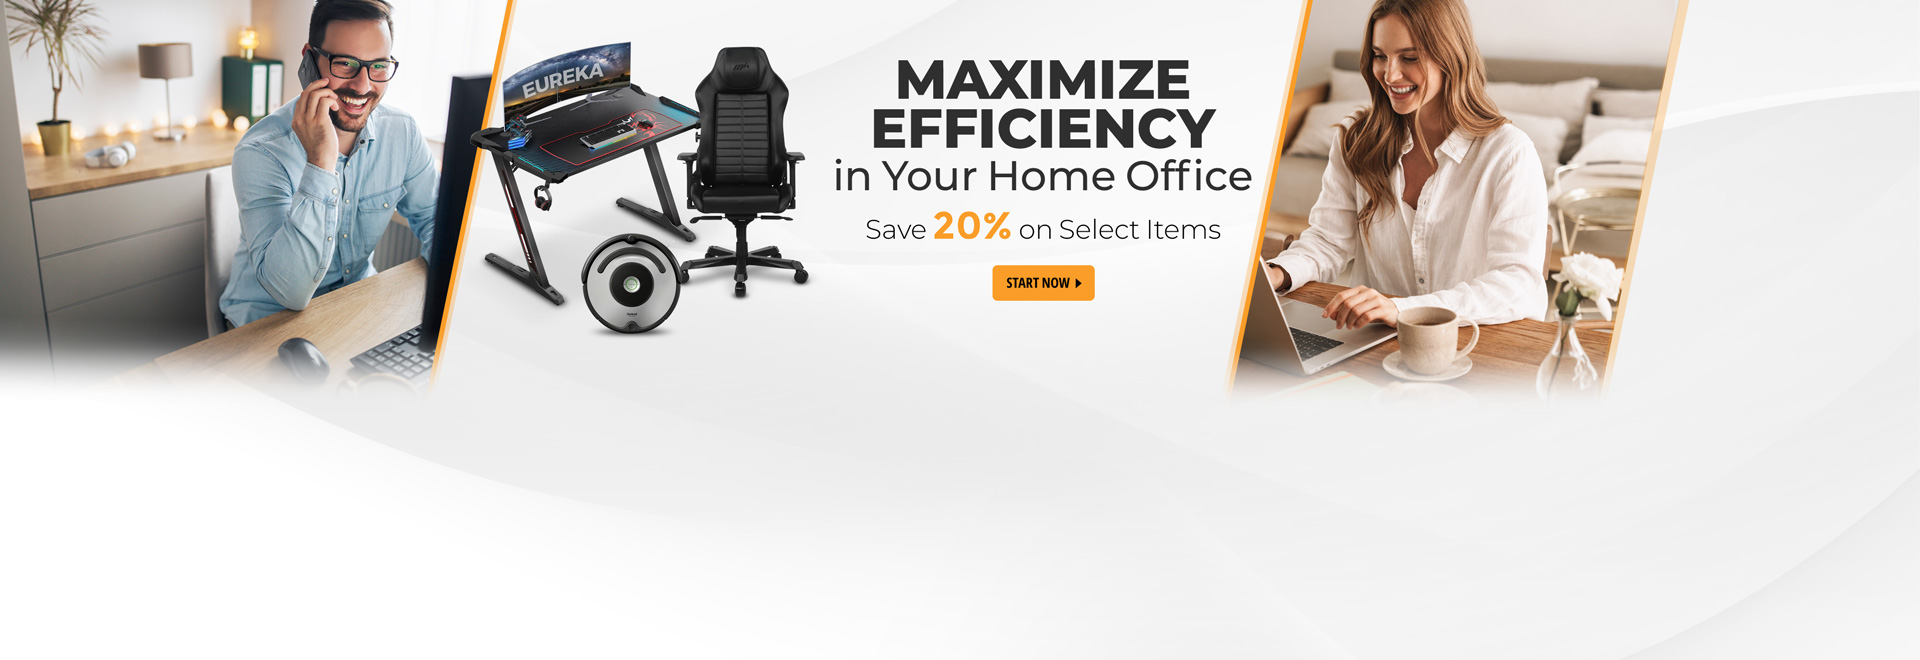 EUREKA
MAXIMIZE
EFFICIENCY
in Your Home Office
Save 20% on Select Items
START NOW